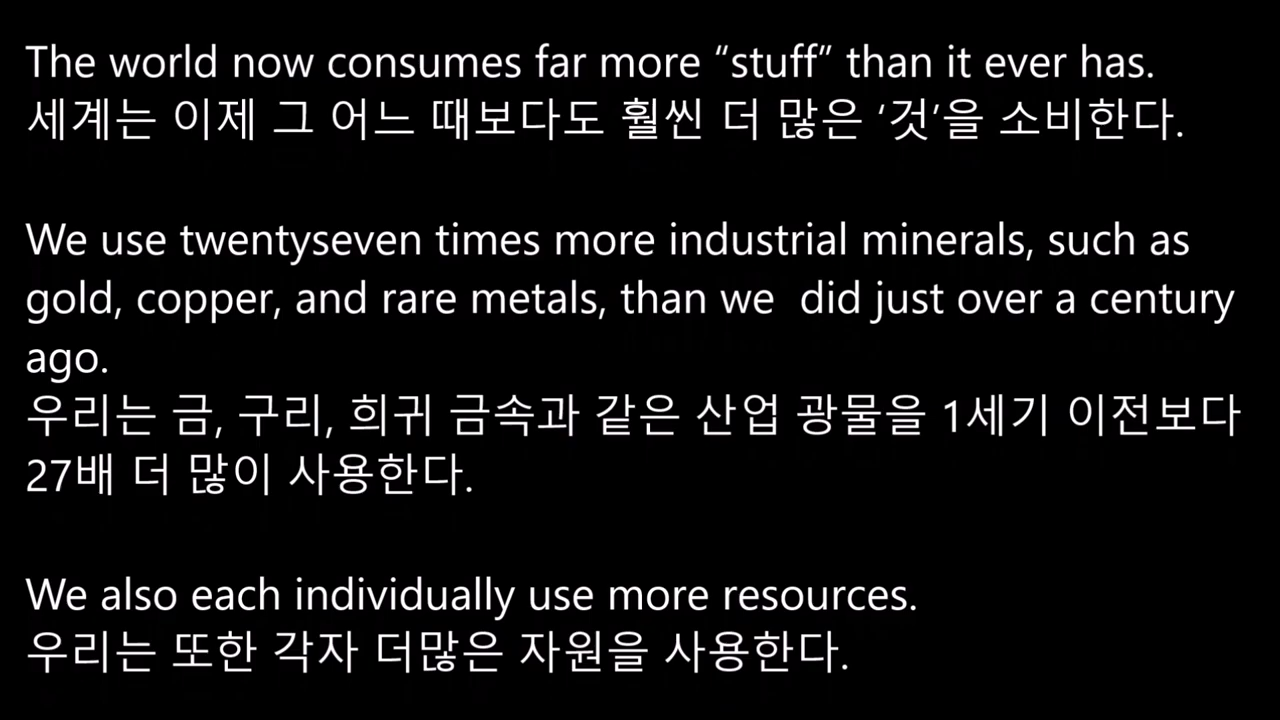 The world now consumes far more “stuff” than it ever has.
세계는 이제 그 어느 때보다도 훨씬 더 많은 ‘것’을 소비한다.
We use twentyseven times more industrial minerals, such as
gold, copper, and rare metals, than we  did just over a century
ago.
우리는 금, 구리, 희귀 금속과 같은 산업 광물을 1세기 이전보다
27배 더 많이 사용한다.
We also each individually use more resources.
우리는 또한 각자 더많은 자원을 사용한다.